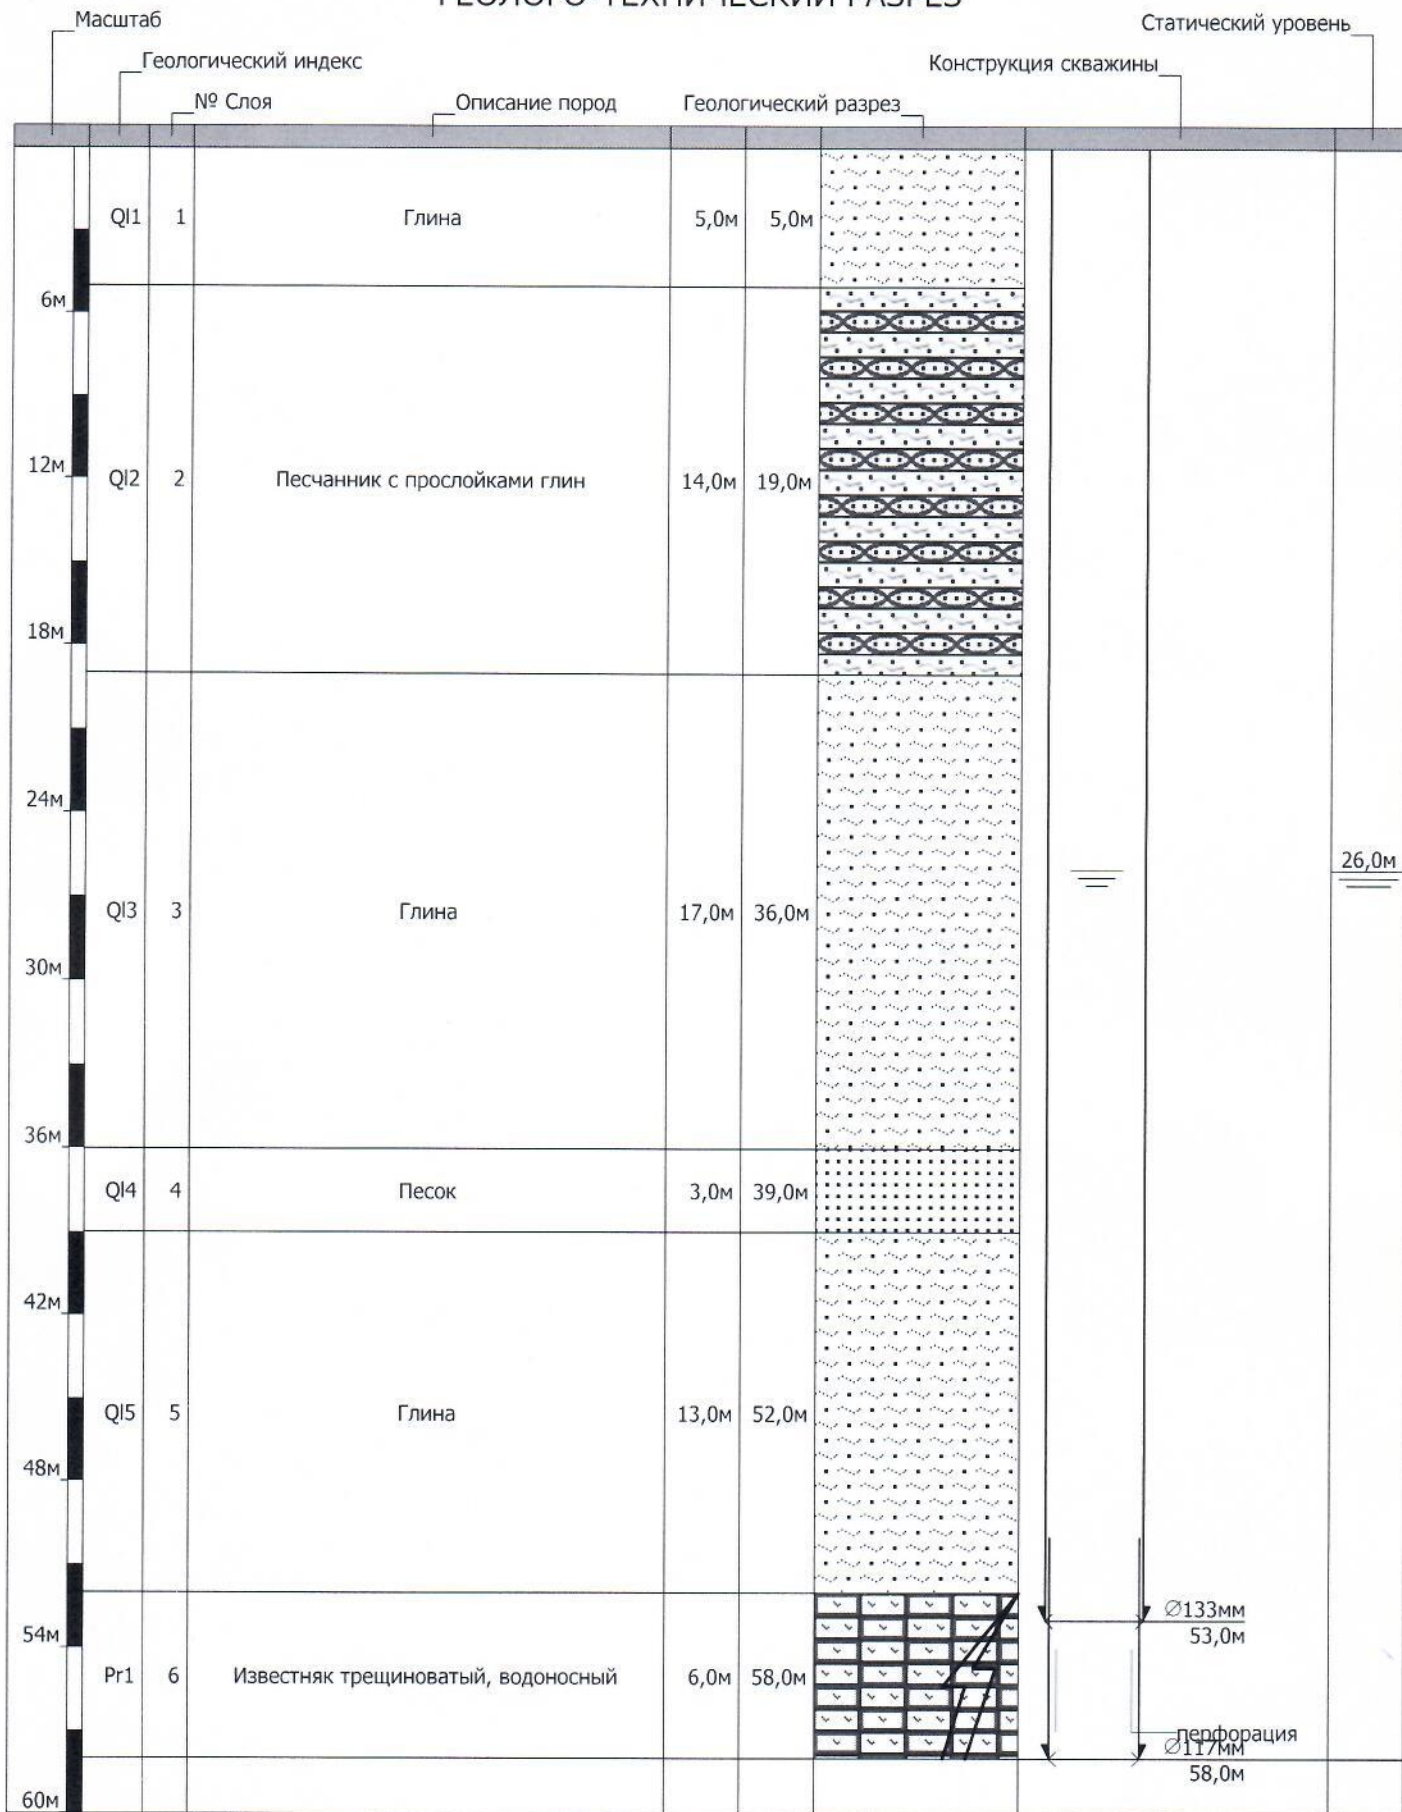 Масштаб
Статический уровень
Геологический индекс
Конструкция скважины
№ Слоя
Описание пород
Геологический разрез
Ql1 1 Глина 5,0м 5,0м
6м
12м
Ql2 2 Песчанник с прослойками глин 14,0м 19,0м
18м
24м
26,0м
Ql3 3 Глина 17,0м 36,0м
30м
36м
Ql4 4 Песок 3,0м 39,0м
42м
Ql5 5 Глина 13,0м 52,0м
48м
∅133мм
53,0м
54м
Pr1 6 Известняк трещиноватый, водоносный 6,0м 58,0м
перфорация
∅117мм
58,0м
60м